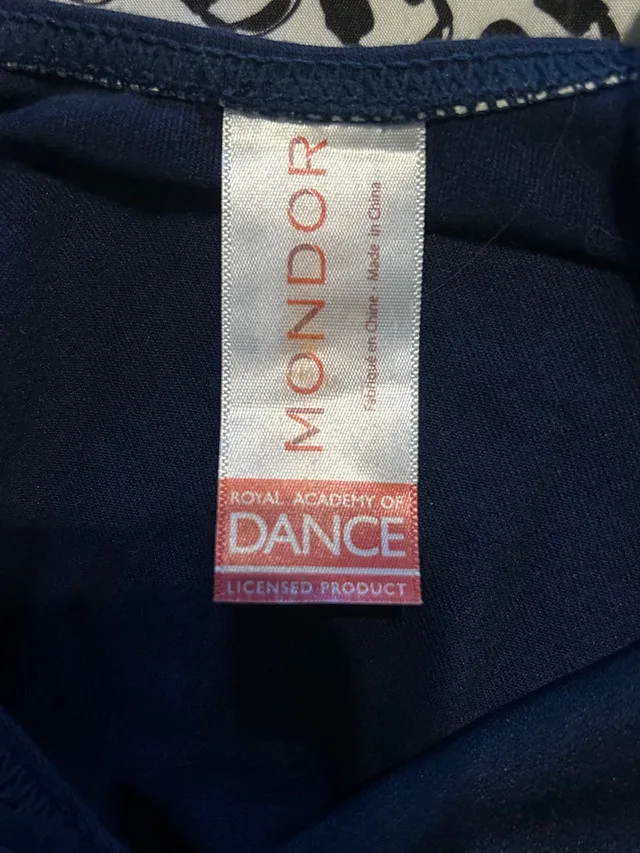 MONDOR
Fabriqué en Chine · Made in China
ROYAL ACADEMY OF
DANCE
LICENSED PRODUCT